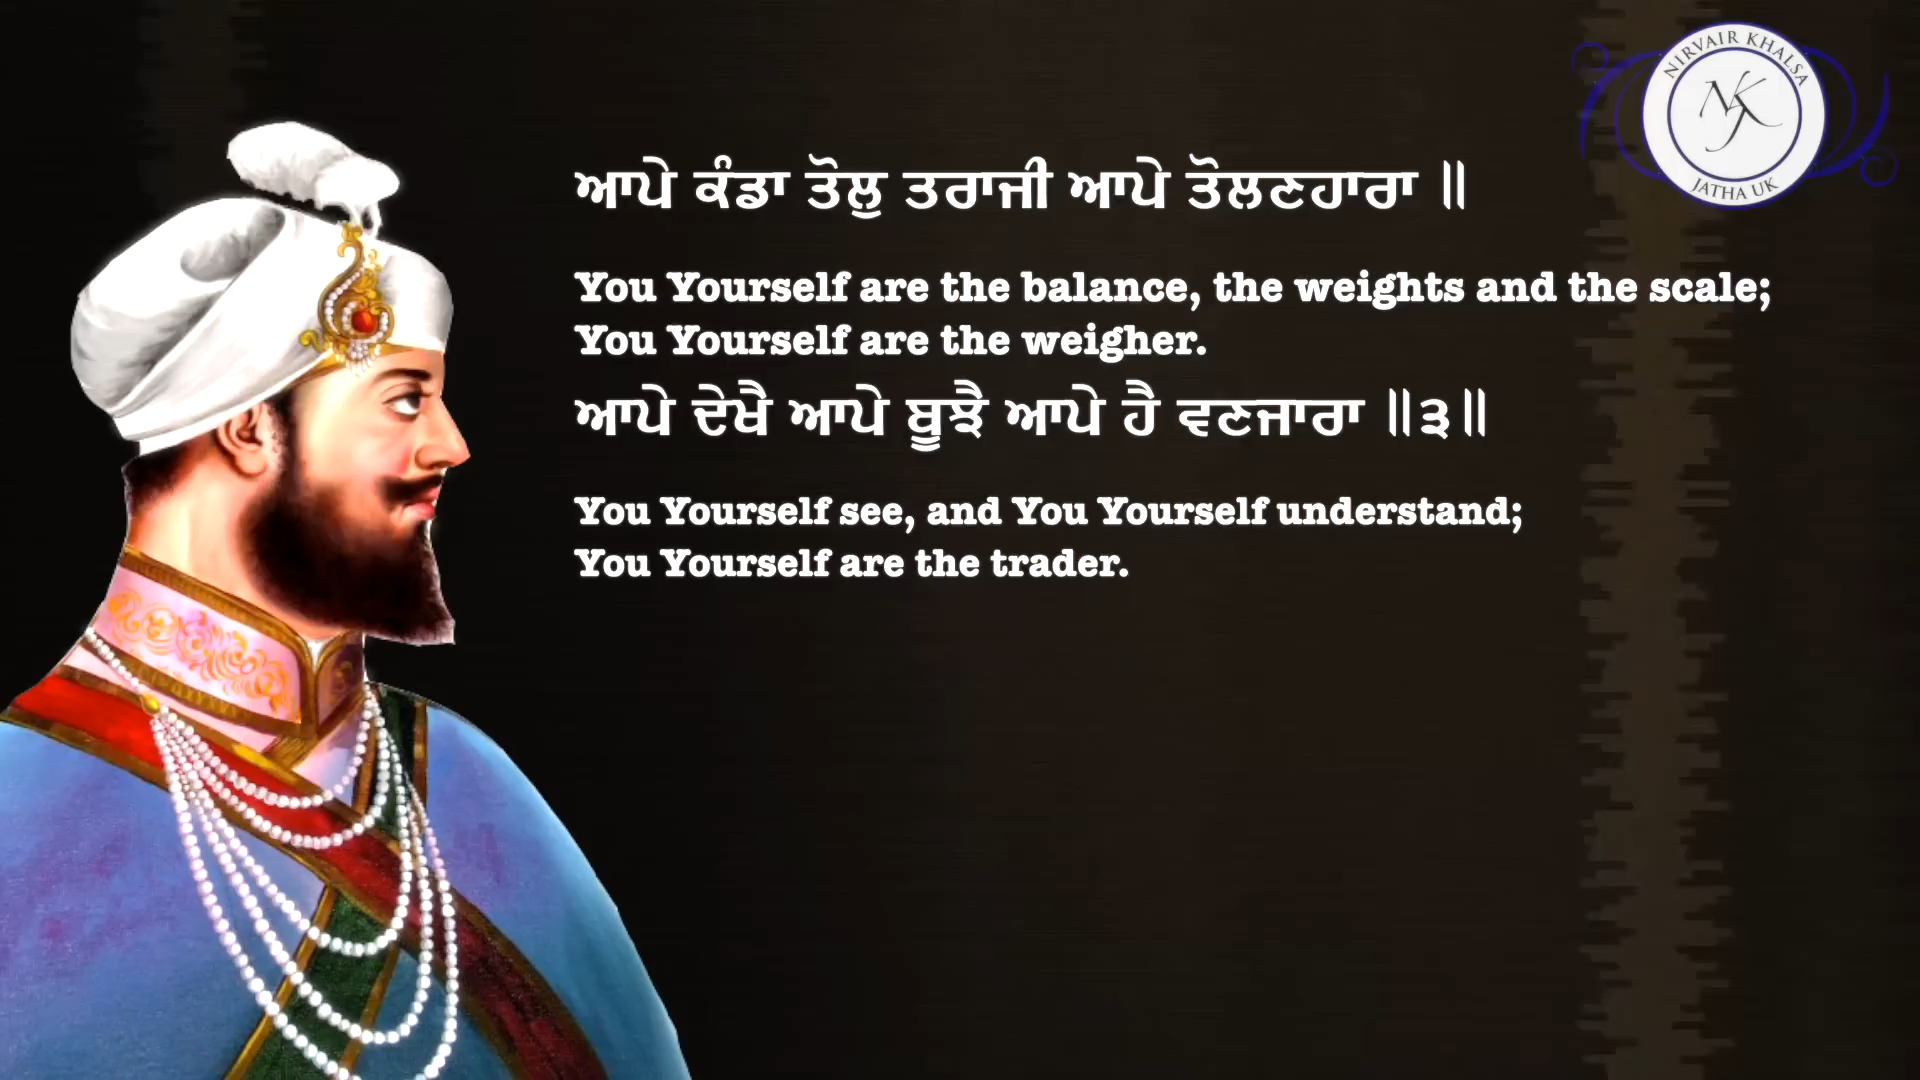 NIRVAIR KHALSA
NK
JATHA UK
ਆਪੇ ਕੰਡਾ ਤੋਲੁ ਤਰਾਜੀ ਆਪੇ ਤੋਲਣਹਾਰਾ ॥
You Yourself are the balance, the weights and the scale;
You Yourself are the weigher.
ਆਪੇ ਦੇਖੈ ਆਪੇ ਬੂਝੈ ਆਪੇ ਹੈ ਵਣਜਾਰਾ ॥੩॥
You Yourself see, and You Yourself understand;
You Yourself are the trader.